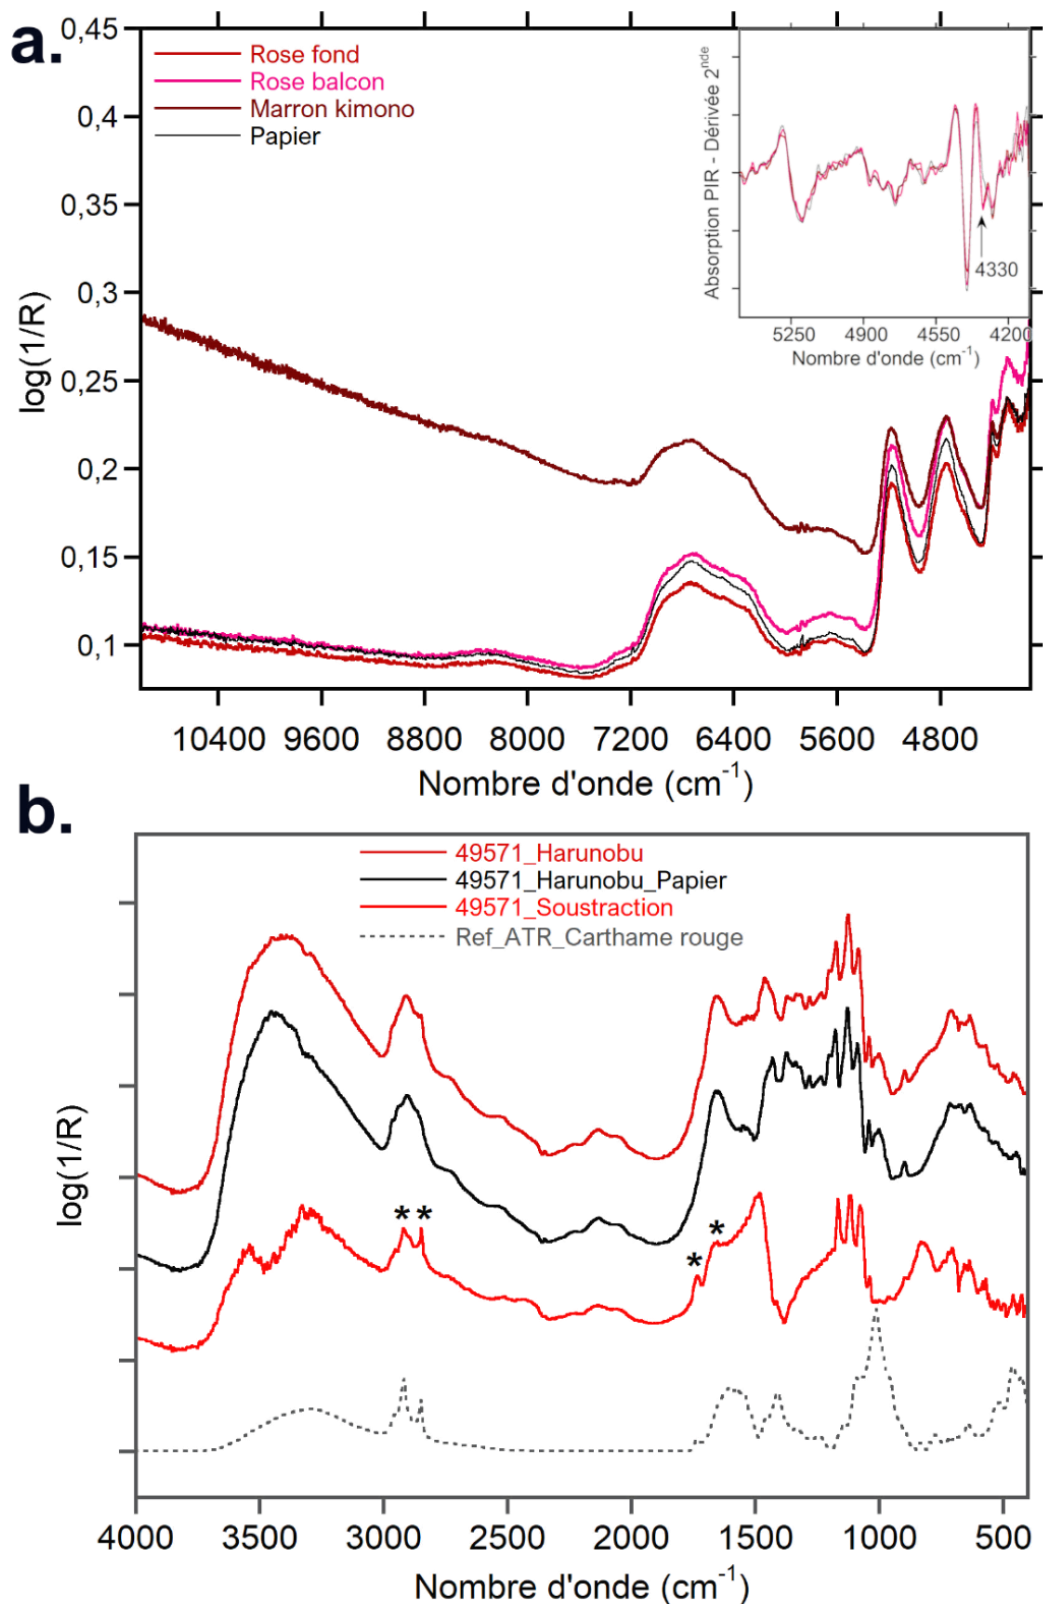 a.
0,45
0,4
0,35
0,3
0,25
0,2
0,15
0,1
log(1/R)
Rose fond
Rose balcon
Marron kimono
Papier
Absorption PIR - Dérivée 2nde
4330
5250 4900 4550 4200
Nombre d'onde (cm-1)
10400 9600 8800 8000 7200 6400 5600 4800
Nombre d'onde (cm-1)
b.
49571_Harunobu
49571_Harunobu_Papier
49571_Soustraction
Ref_ATR_Carthame rouge
log(1/R)
* *
* *
4000 3500 3000 2500 2000 1500 1000 500
Nombre d'onde (cm-1)